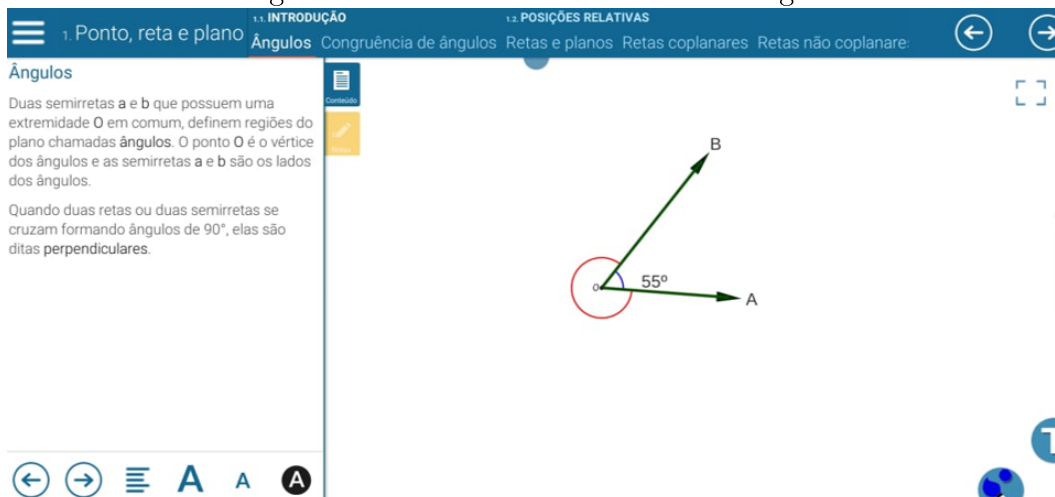 1.1. INTRODUÇÃO
1.2. POSIÇÕES RELATIVAS
1. Ponto, reta e plano
Ângulos Congruência de ângulos Retas e planos Retas coplanares Retas não coplanare
Ângulos
Duas semirretas a e b que possuem uma
extremidade O em comum, definem regiões do
plano chamadas ângulos. O ponto O é o vértice
dos ângulos e as semirretas a e b são os lados
dos ângulos.
Quando duas retas ou duas semirretas se
cruzam formando ângulos de 90°, elas são
ditas perpendiculares.
Conteúdo
B
55º
O
A
A A A